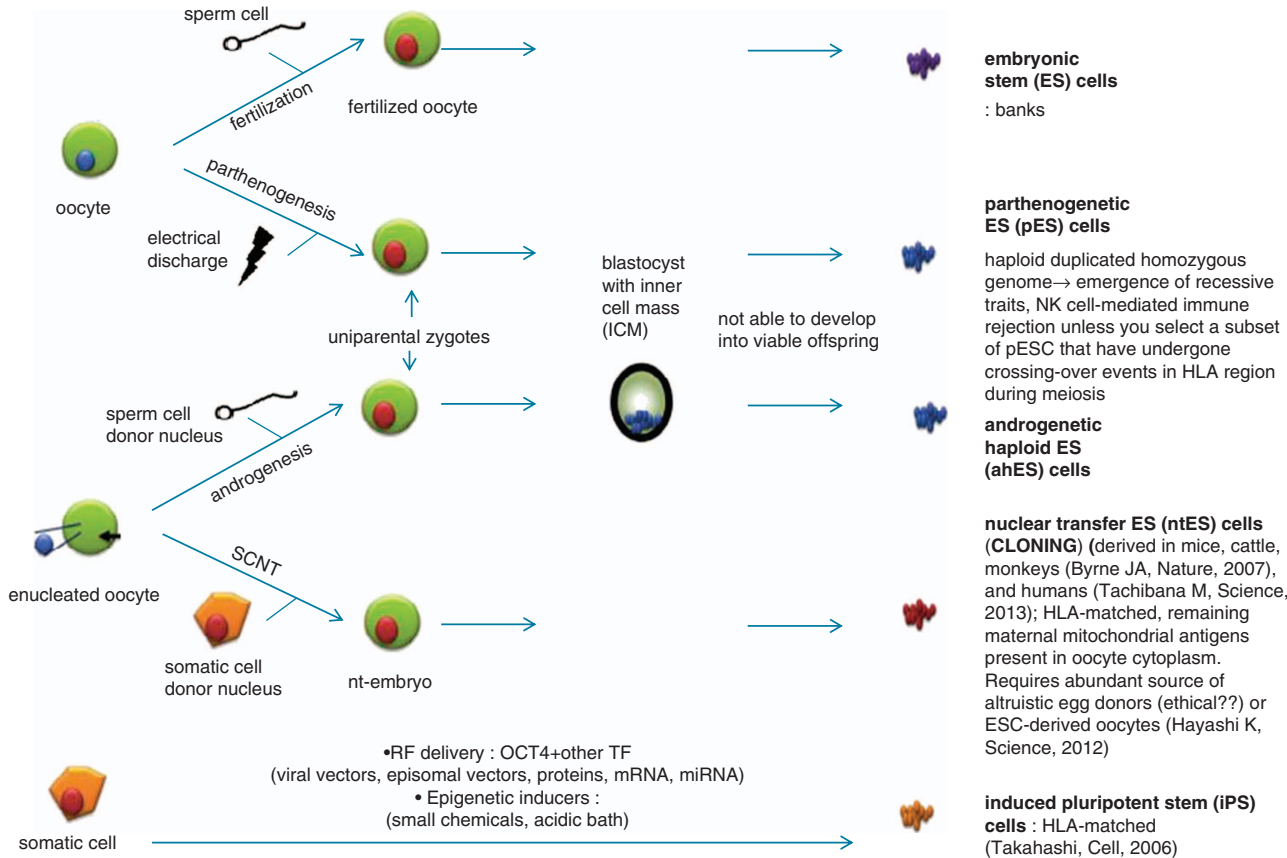 sperm cell
fertilization
fertilized oocyte
embryonic
stem (ES) cells
: banks
oocyte
parthenogenesis
electrical
discharge
parthenogenetic
ES (pES) cells
haploid duplicated homozygous
genome→ emergence of recessive
traits, NK cell-mediated immune
rejection unless you select a subset
of pESC that have undergone
crossing-over events in HLA region
during meiosis
uniparental zygotes
blastocyst
with inner
cell mass
(ICM)
not able to develop
into viable offspring
sperm cell
donor nucleus
androgenesis
androgenetic
haploid ES
(ahES) cells
enucleated oocyte
SCNT
somatic cell
donor nucleus
nt-embryo
nuclear transfer ES (ntES) cells
(CLONING) (derived in mice, cattle,
monkeys (Byrne JA, Nature, 2007),
and humans (Tachibana M, Science,
2013); HLA-matched, remaining
maternal mitochondrial antigens
present in oocyte cytoplasm.
Requires abundant source of
altruistic egg donors (ethical??) or
ESC-derived oocytes (Hayashi K,
Science, 2012)
•RF delivery : OCT4+other TF
(viral vectors, episomal vectors, proteins, mRNA, miRNA)
• Epigenetic inducers :
(small chemicals, acidic bath)
somatic cell
induced pluripotent stem (iPS)
cells : HLA-matched
(Takahashi, Cell, 2006)